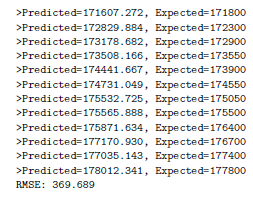 >Predicted=171607.272, Expected=171800
>Predicted=172829.884, Expected=172300
>Predicted=173178.682, Expected=172900
>Predicted=173508.166, Expected=173550
>Predicted=174441.667, Expected=173900
>Predicted=174731.049, Expected=174550
>Predicted=175532.725, Expected=175050
>Predicted=175565.888, Expected=175500
>Predicted=175871.634, Expected=176400
>Predicted=177170.930, Expected=176700
>Predicted=177035.143, Expected=177400
>Predicted=178012.341, Expected=177800
RMSE: 369.689